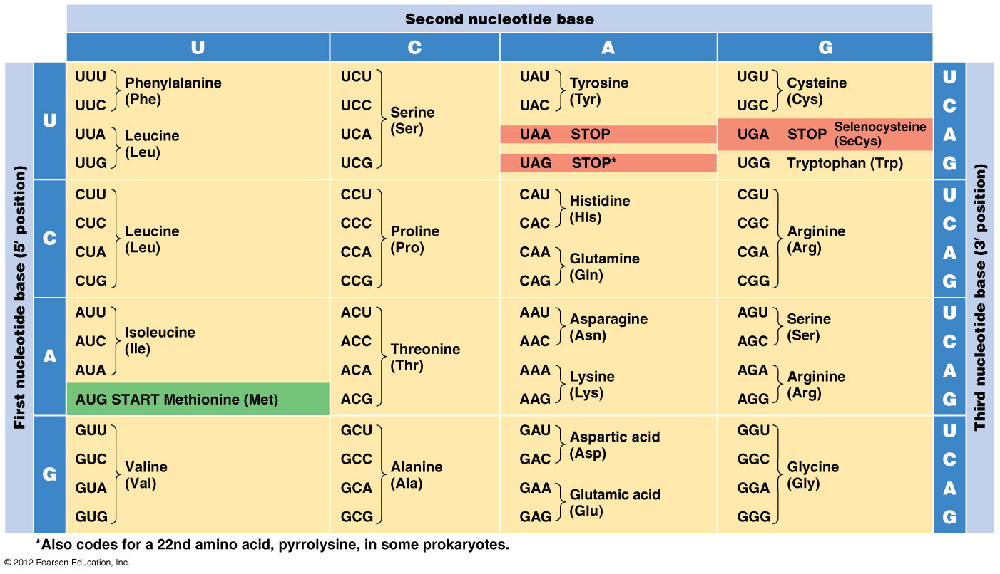 Second nucleotide base
U C A G
First nucleotide base (5′ position)
Third nucleotide base (3′ position)
U
UUU
UUC
Phenylalanine
(Phe)
UUA
UUG
Leucine
(Leu)
UCU
UCC
UCA
UCG
Serine
(Ser)
UAU
UAC
Tyrosine
(Tyr)
UAA STOP
UAG STOP*
UGU
UGC
Cysteine
(Cys)
UGA STOP Selenocysteine
(SeCys)
UGG Tryptophan (Trp)
U
C
A
G
C
CUU
CUC
CUA
CUG
Leucine
(Leu)
CCU
CCC
CCA
CCG
Proline
(Pro)
CAU
CAC
Histidine
(His)
CAA
CAG
Glutamine
(Gln)
CGU
CGC
CGA
CGG
Arginine
(Arg)
U
C
A
G
A
AUU
AUC
AUA
Isoleucine
(Ile)
AUG START Methionine (Met)
ACU
ACC
ACA
ACG
Threonine
(Thr)
AAU
AAC
Asparagine
(Asn)
AAA
AAG
Lysine
(Lys)
AGU
AGC
Serine
(Ser)
AGA
AGG
Arginine
(Arg)
U
C
A
G
G
GUU
GUC
GUA
GUG
Valine
(Val)
GCU
GCC
GCA
GCG
Alanine
(Ala)
GAU
GAC
Aspartic acid
(Asp)
GAA
GAG
Glutamic acid
(Glu)
GGU
GGC
GGA
GGG
Glycine
(Gly)
U
C
A
G
*Also codes for a 22nd amino acid, pyrrolysine, in some prokaryotes.
© 2012 Pearson Education, Inc.